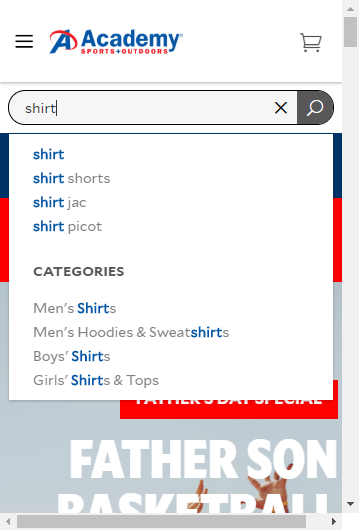 Academy
SPORTS+OUTDOORS
shirt
shirt
shirt shorts
shirt jac
shirt picot
CATEGORIES
Men's Shirts
Men's Hoodies & Sweatshirts
Boys' Shirts
Girls' Shirts & Tops
FATHER'S DAY SPECIAL
FATHER SON
BASKETBALL